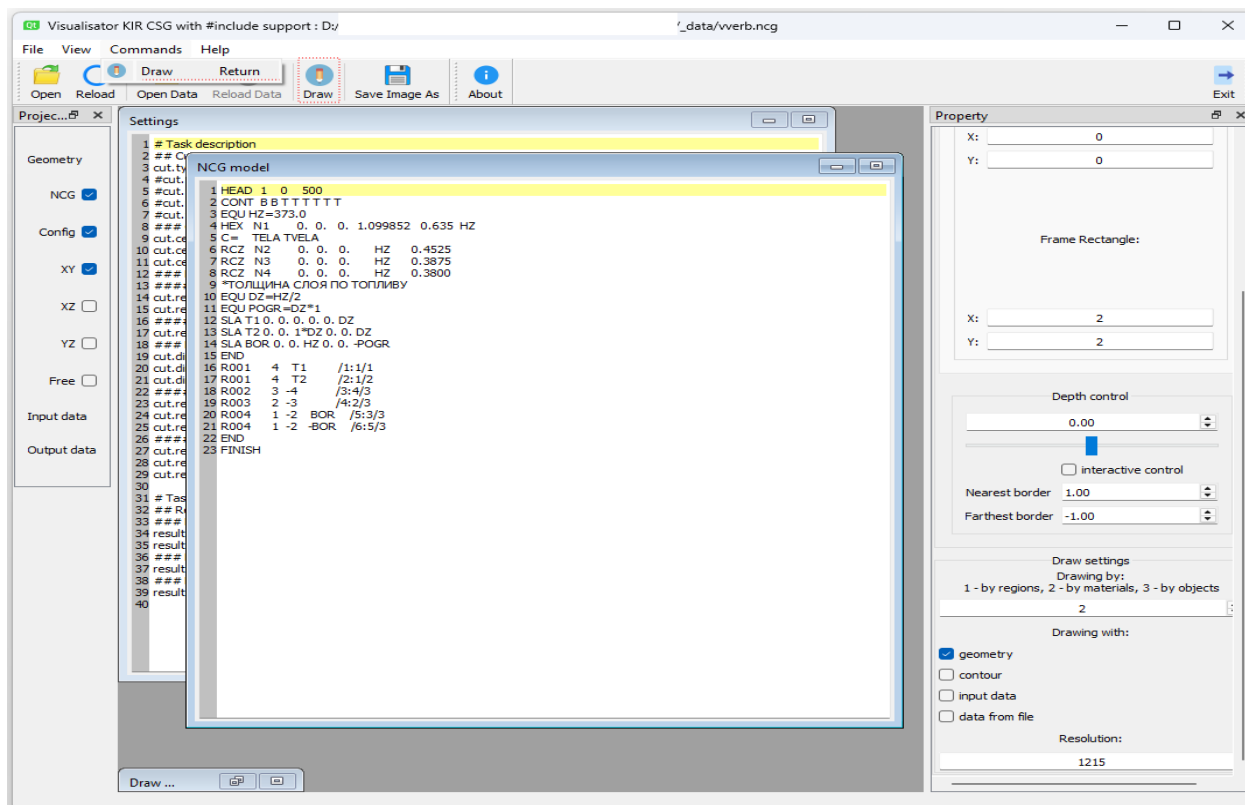 Visualisator KIR CSG with #include support : D:/ /_data/vverb.ncg
File View Commands Help
Draw Return
Open Reload Open Data Reload Data Draw Save Image As About Exit
Projec...
Geometry
NCG
Config
XY
XZ
YZ
Free
Input data
Output data
Settings
1 # Task description
2 ## Cr
3 cut.ty
4 #cut.
5 #cut.
6 #cut.
7 #cut.
8 ###
9 cut.ce
10 cut.ce
11 cut.ce
12 ###
13 ####
14 cut.re
15 cut.re
16 ####
17 cut.re
18 ###
19 cut.di
20 cut.di
21 cut.di
22 ####
23 cut.re
24 cut.re
25 cut.re
26 ####
27 cut.re
28 cut.re
29 cut.re
30
31 # Tas
32 ## Re
33 ###
34 result
35 result
36 ###
37 result
38 ###
39 result
40
NCG model
1 HEAD 1 0 500
2 CONT B B T T T T T T
3 EQU HZ=373.0
4 HEX N1 0. 0. 0. 1.099852 0.635 HZ
5 C= TELA TVELA
6 RCZ N2 0. 0. 0. HZ 0.4525
7 RCZ N3 0. 0. 0. HZ 0.3875
8 RCZ N4 0. 0. 0. HZ 0.3800
9 *ТОЛЩИНА СЛОЯ ПО ТОПЛИВУ
10 EQU DZ=HZ/2
11 EQU POGR=DZ*1
12 SLA T1 0. 0. 0. 0. 0. DZ
13 SLA T2 0. 0. 1*DZ 0. 0. DZ
14 SLA BOR 0. 0. HZ 0. 0. -POGR
15 END
16 R001 4 T1 /1:1/1
17 R001 4 T2 /2:1/2
18 R002 3 -4 /3:4/3
19 R003 2 -3 /4:2/3
20 R004 1 -2 BOR /5:3/3
21 R004 1 -2 -BOR /6:5/3
22 END
23 FINISH
Draw ...
Property
X: 0
Y: 0
Frame Rectangle:
X: 2
Y: 2
Depth control
0.00
interactive control
Nearest border 1.00
Farthest border -1.00
Draw settings
Drawing by:
1 - by regions, 2 - by materials, 3 - by objects
2
Drawing with:
geometry
contour
input data
data from file
Resolution:
1215